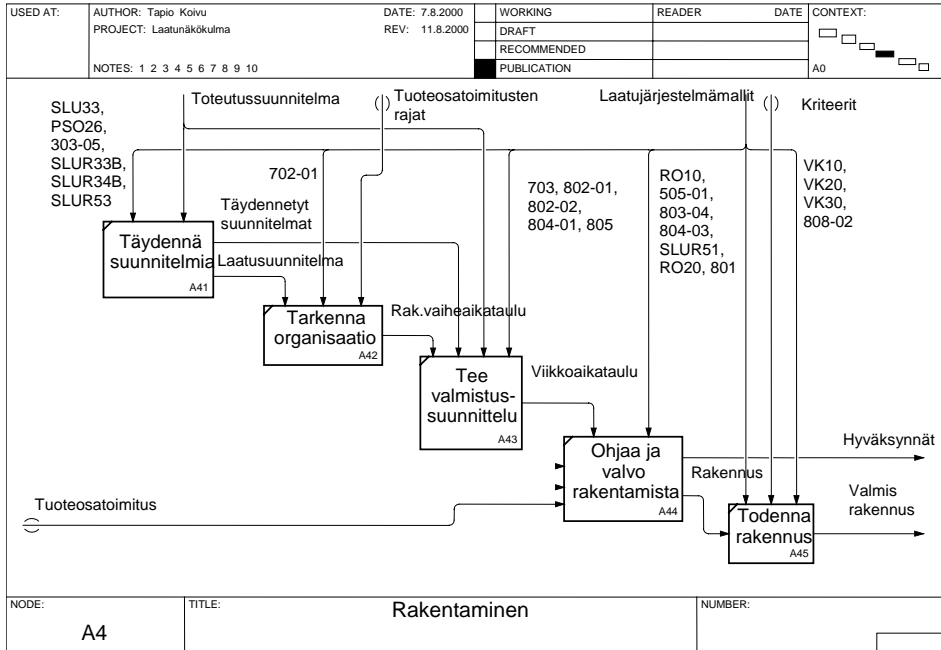 USED AT:
AUTHOR: Tapio Koivu
DATE: 7.8.2000
PROJECT: Laatunäkökulma
REV: 11.8.2000
NOTES: 1 2 3 4 5 6 7 8 9 10
WORKING
DRAFT
RECOMMENDED
PUBLICATION
READER
DATE
CONTEXT:
A0
SLU33,
PSO26,
303-05,
SLUR33B,
SLUR34B,
SLUR53
Toteutussuunnitelma
Tuoteosatoimitusten
rajat
Laatujärjestelmämallit
Kriteerit
702-01
703, 802-01,
802-02,
804-01, 805
RO10,
505-01,
803-04,
804-03,
SLUR51,
RO20, 801
VK10,
VK20,
VK30,
808-02
Täydennetyt
suunnitelmat
Täydennä
suunnitelmia
A41
Laatusuunnitelma
Tarkenna
organisaatio
A42
Rak.vaiheaikataulu
Tee
valmistus-
suunnittelu
A43
Viikkoaikataulu
Ohjaa ja
valvo
rakentamista
A44
Hyväksynnät
Rakennus
Tuoteosatoimitus
Todenna
rakennus
A45
Valmis
rakennus
NODE:
A4
TITLE:
Rakentaminen
NUMBER: